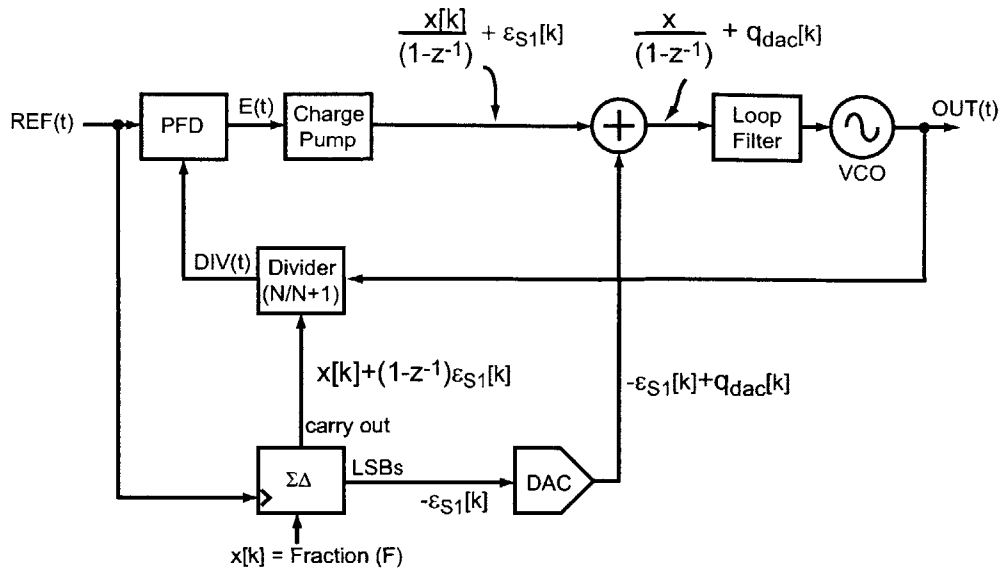 x[k]
(1-z⁻¹) + ε_S1[k]
x
(1-z⁻¹) + q_dac[k]
REF(t)
PFD
E(t)
Charge
Pump
+
Loop
Filter
VCO
OUT(t)
DIV(t)
Divider
(N/N+1)
x[k]+(1-z⁻¹)ε_S1[k]
-ε_S1[k]+q_dac[k]
carry out
ΣΔ
LSBs
-ε_S1[k]
DAC
x[k] = Fraction (F)